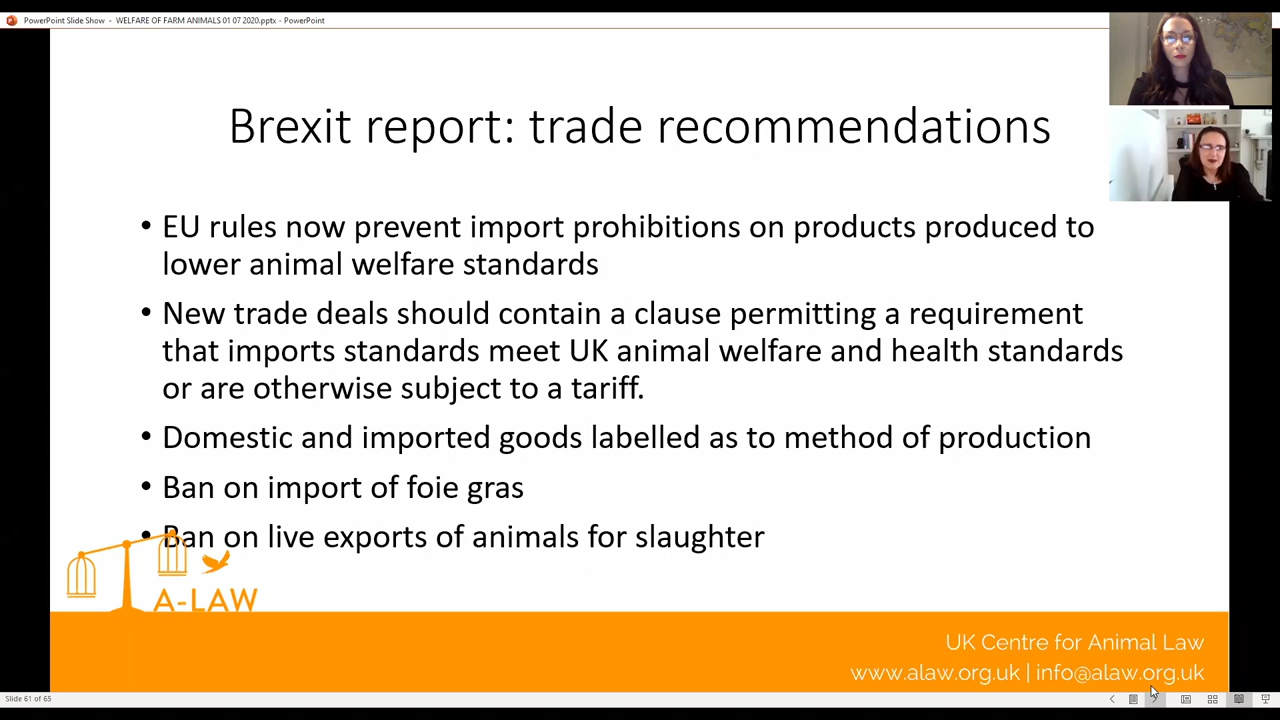 PowerPoint Slide Show - WELFARE OF FARM ANIMALS 01 07 2020.pptx - PowerPoint
Brexit report: trade recommendations
• EU rules now prevent import prohibitions on products produced to
lower animal welfare standards
• New trade deals should contain a clause permitting a requirement
that imports standards meet UK animal welfare and health standards
or are otherwise subject to a tariff.
• Domestic and imported goods labelled as to method of production
• Ban on import of foie gras
• Ban on live exports of animals for slaughter
A-LAW
UK Centre for Animal Law
www.alaw.org.uk | info@alaw.org.uk
Slide 61 of 65